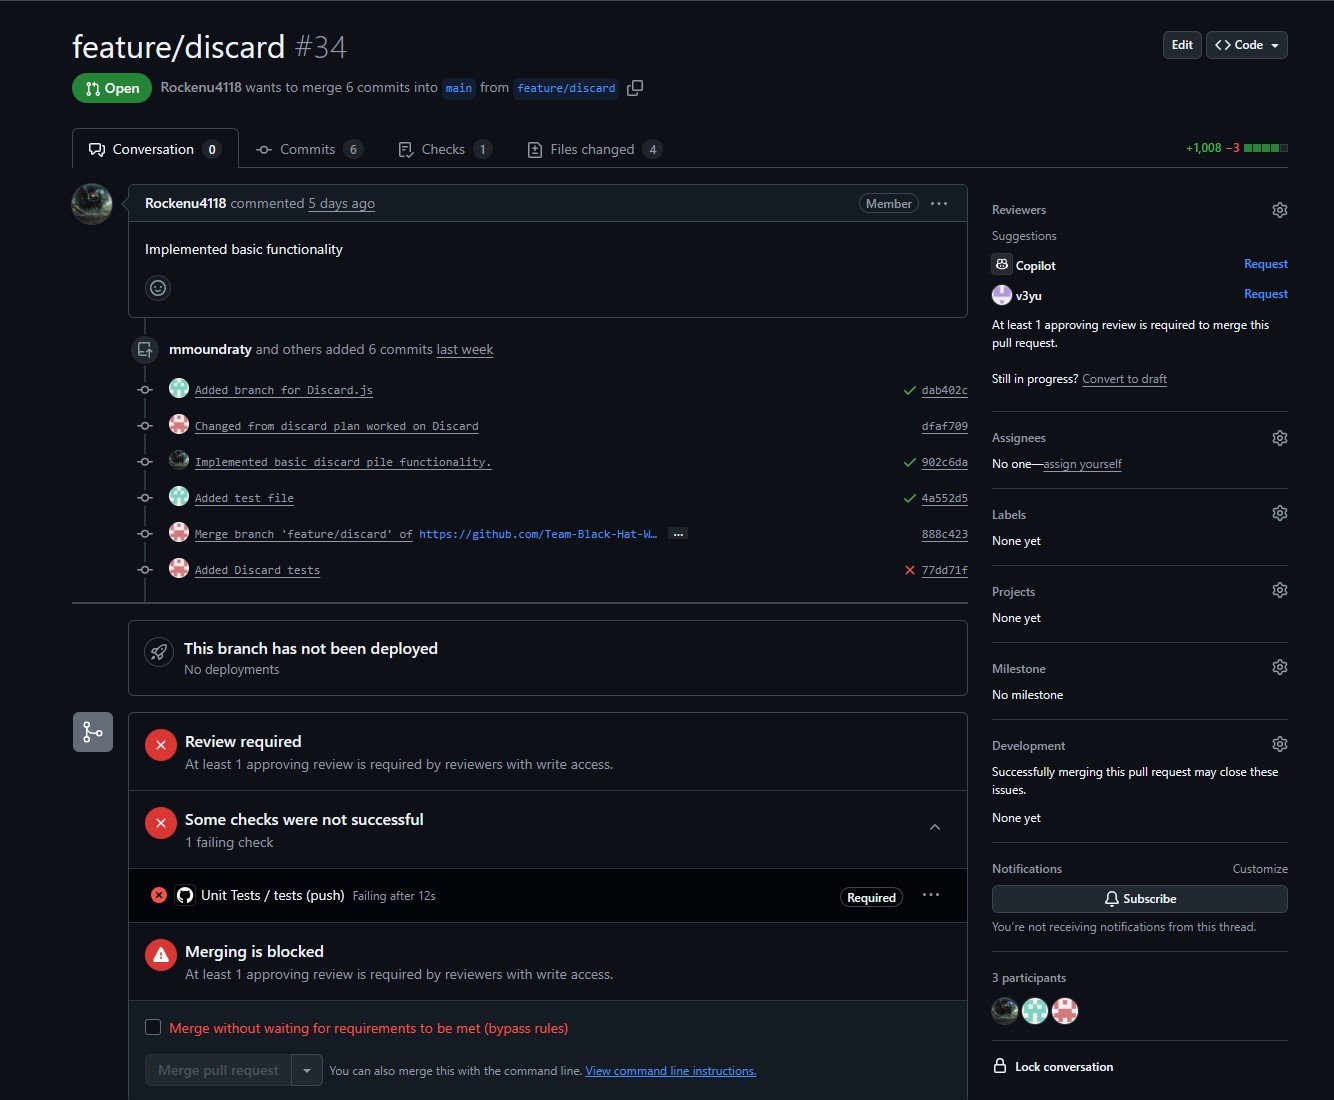 feature/discard #34
Edit
Code
Open
Rockenu4118 wants to merge 6 commits into main from feature/discard
Conversation 0
Commits 6
Checks 1
Files changed 4
+1,008 −3
Rockenu4118 commented 5 days ago
Member
Implemented basic functionality
mmoundraty and others added 6 commits last week
Added branch for Discard.js
dab402c
Changed from discard plan worked on Discard
dfaf709
Implemented basic discard pile functionality.
902c6da
Added test file
4a552d5
Merge branch 'feature/discard' of https://github.com/Team-Black-Hat-W… …
888c423
Added Discard tests
77dd71f
This branch has not been deployed
No deployments
Review required
At least 1 approving review is required by reviewers with write access.
Some checks were not successful
1 failing check
Unit Tests / tests (push) Failing after 12s
Required
Merging is blocked
At least 1 approving review is required by reviewers with write access.
Merge without waiting for requirements to be met (bypass rules)
Merge pull request
You can also merge this with the command line. View command line instructions.
Reviewers
Suggestions
Copilot
Request
v3yu
Request
At least 1 approving review is required to merge this
pull request.
Still in progress? Convert to draft
Assignees
No one—assign yourself
Labels
None yet
Projects
None yet
Milestone
No milestone
Development
Successfully merging this pull request may close these
issues.
None yet
Notifications
Customize
Subscribe
You're not receiving notifications from this thread.
3 participants
Lock conversation